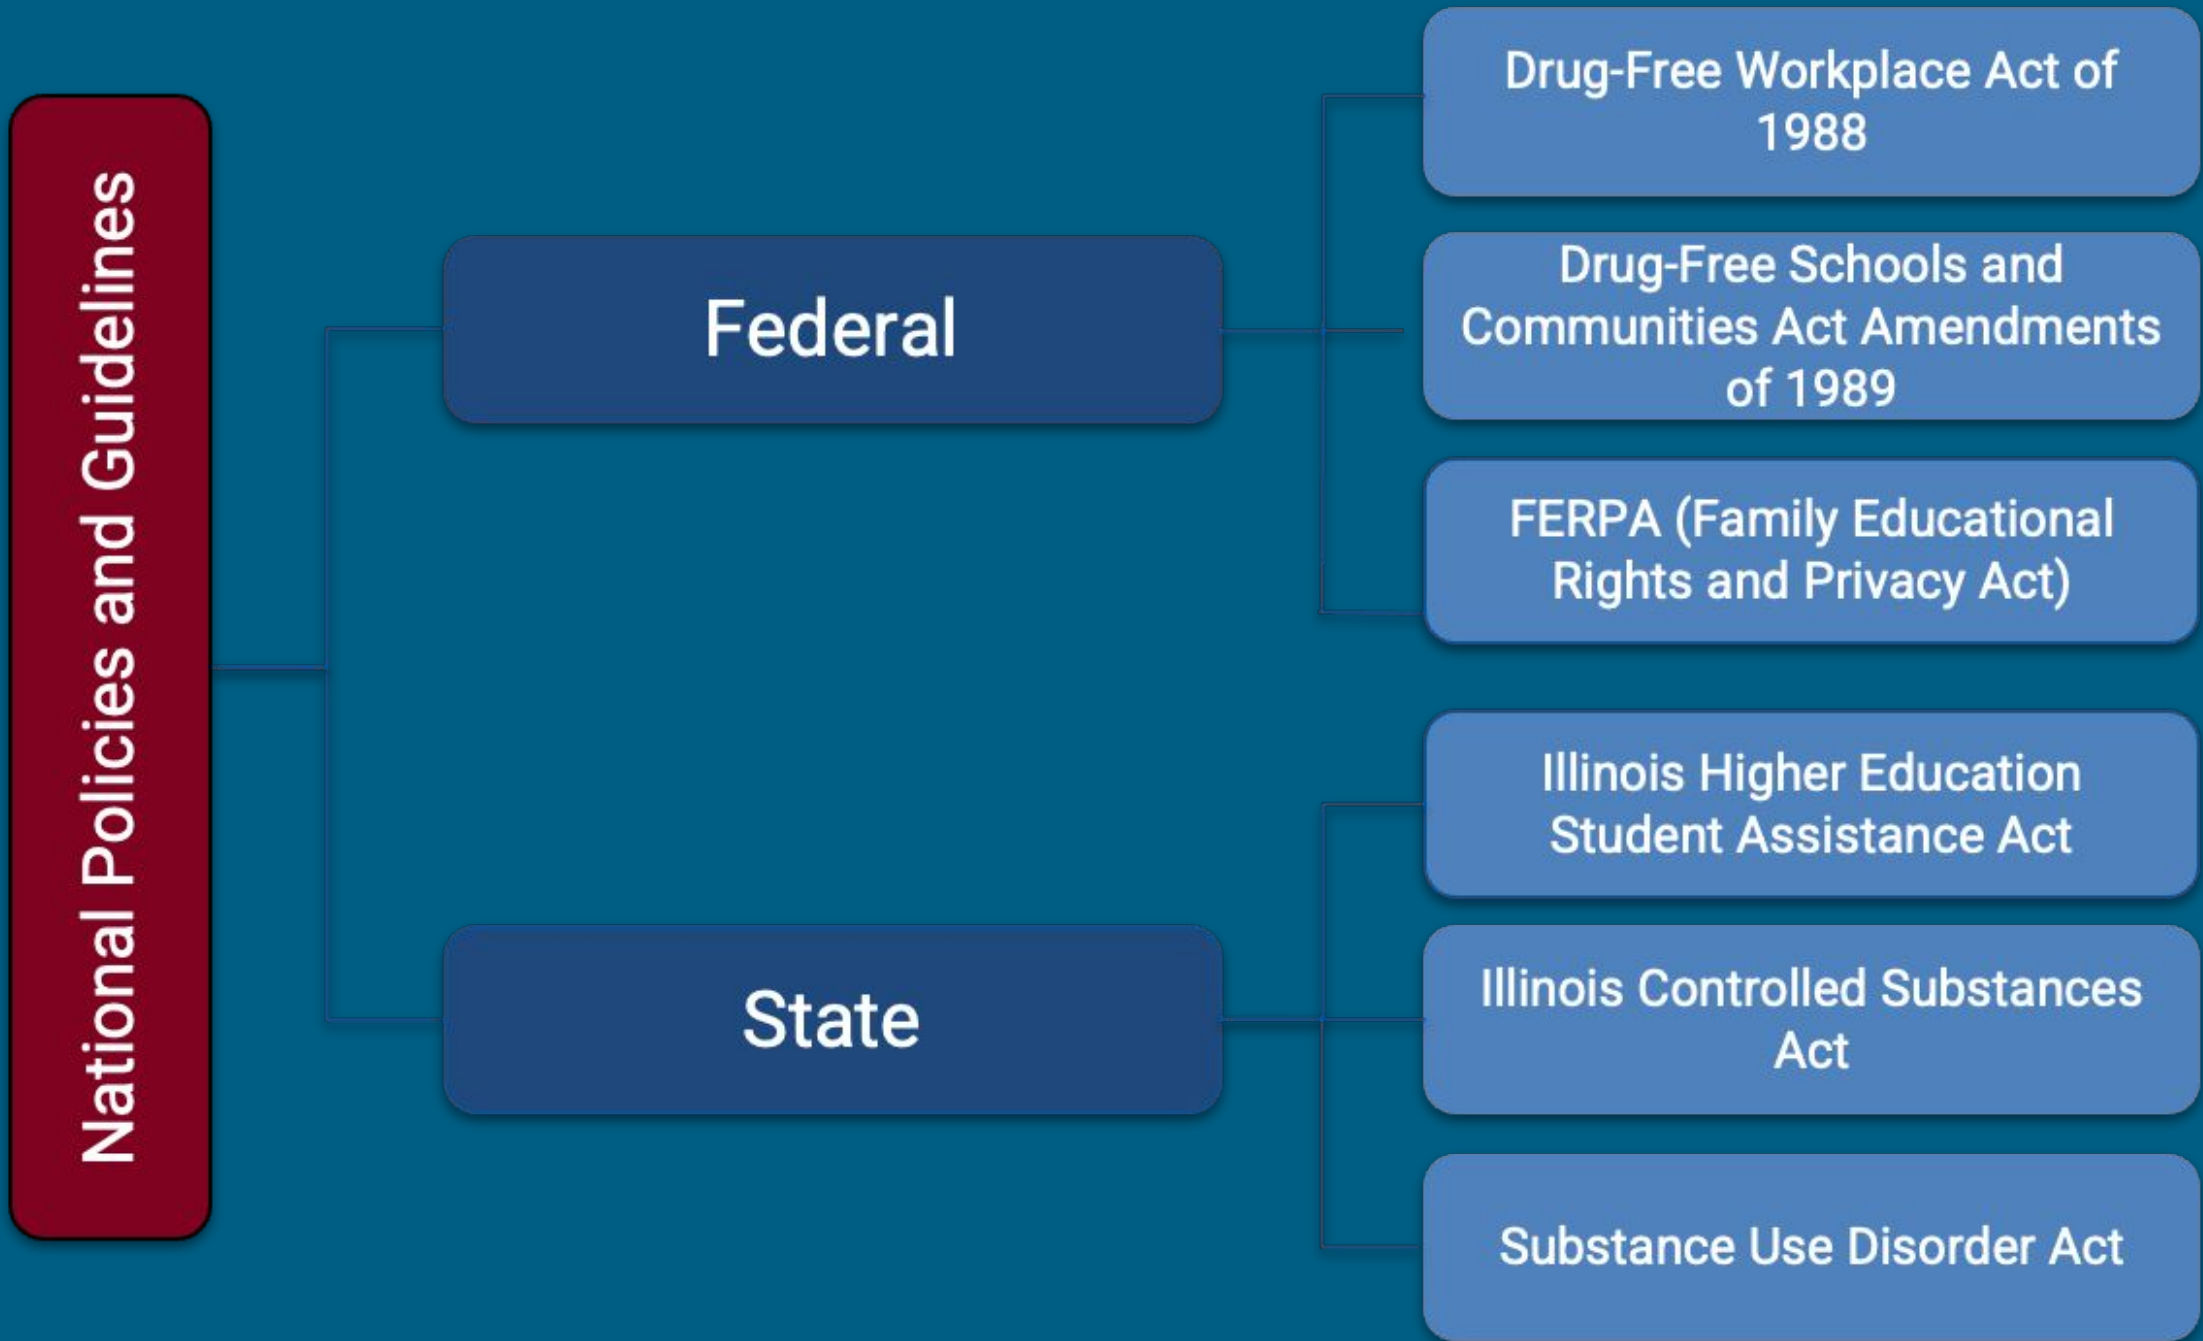 National Policies and Guidelines
Federal
Drug-Free Workplace Act of
1988
Drug-Free Schools and
Communities Act Amendments
of 1989
FERPA (Family Educational
Rights and Privacy Act)
State
Illinois Higher Education
Student Assistance Act
Illinois Controlled Substances
Act
Substance Use Disorder Act